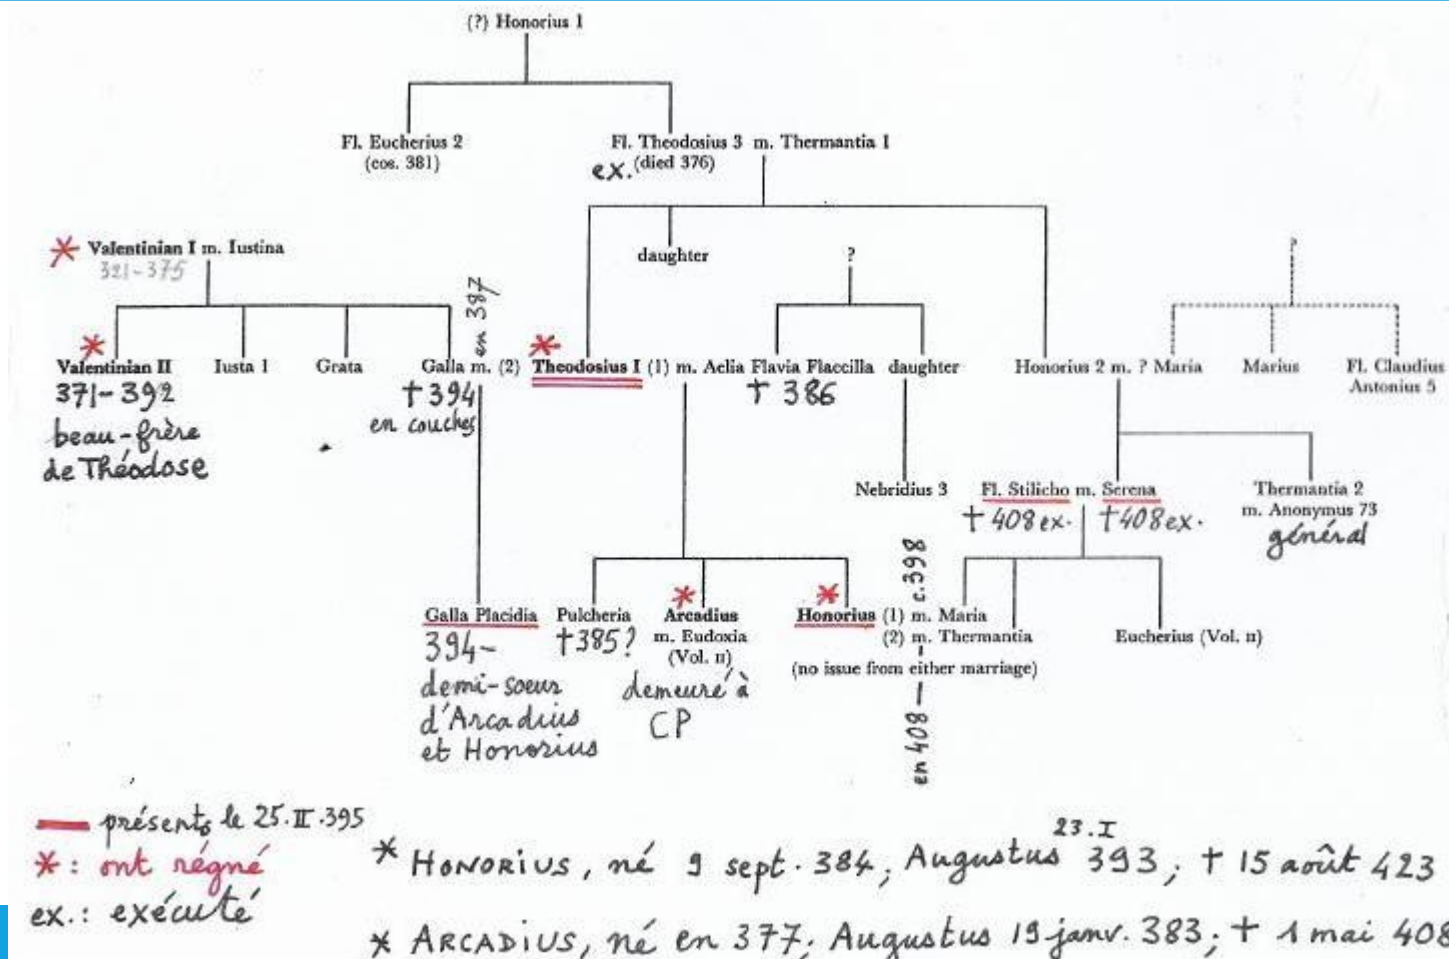 (?) Honorius 1
Fl. Eucherius 2
(cos. 381)
Fl. Theodosius 3 m. Thermantia 1
ex. (died 376)
Valentinian I m. Iustina
321-375
daughter
?
?
en 387
Valentinian II
371-392
beau-frère
de Théodose
Iusta 1
Grata
Galla m. (2) Theodosius I (1) m. Aelia Flavia Flaccilla
† 394
en couches
† 386
daughter
Honorius 2 m. ? Maria
Marius
Fl. Claudius
Antonius 5
Nebridius 3
Fl. Stilicho m. Serena
† 408 ex. † 408 ex.
Thermantia 2
m. Anonymus 73
général
Galla Placidia
394-
demi-soeur
d'Arcadius
et Honorius
Pulcheria
† 385?
Arcadius
m. Eudoxia
(Vol. II)
demeuré à
CP
Honorius (1) m. Maria
(2) m. Thermantia
(no issue from either marriage)
c.398
en 408
Eucherius (Vol. II)
présents le 25.II.395
* : ont régné
ex.: exécuté
23.I
* HONORIUS, né 9 sept. 384; Augustus 393; † 15 août 423
* ARCADIUS, né en 377; Augustus 19 janv. 383; † 1 mai 408